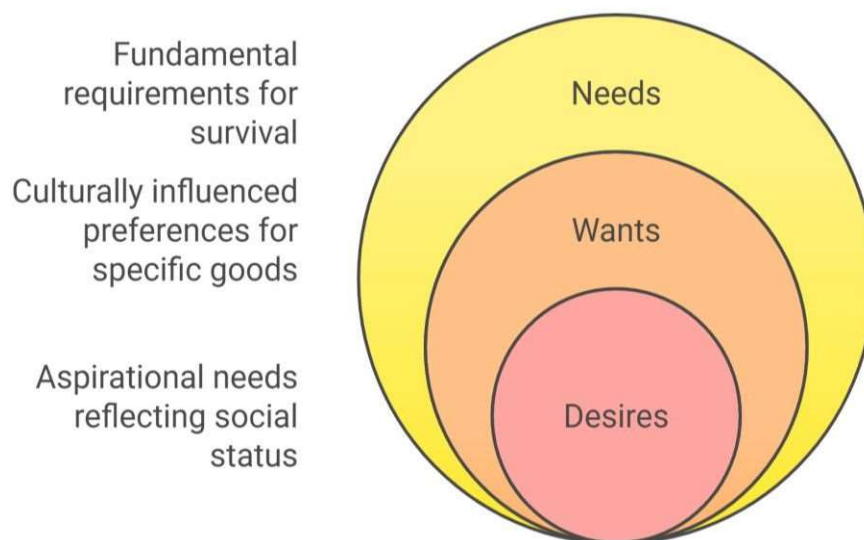 Fundamental
requirements for
survival
Needs
Culturally influenced
preferences for
specific goods
Wants
Aspirational needs
reflecting social
status
Desires